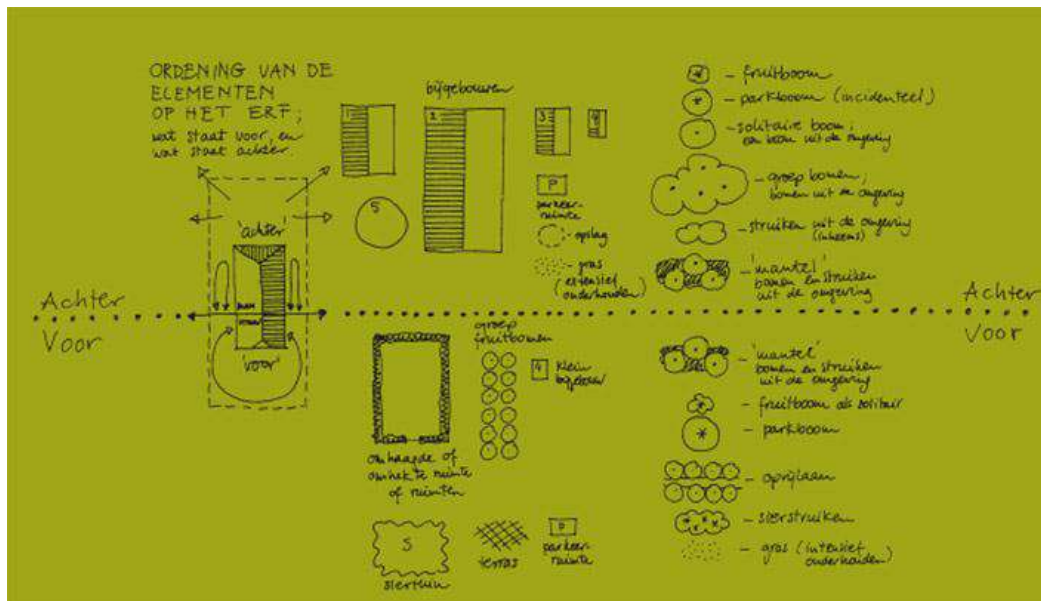 ORDENING VAN DE
ELEMENTEN
OP HET ERF;
wat staat voor, en
wat staat achter.
'achter'
'voor'
Achter
Voor
bijgebouwen
1
2
3
4
5
P
parkeer-
ruimte
- opslag
- gras
(extensief
onderhouden)
- fruitboom
- parkboom (incidenteel)
- solitaire boom;
een boom uit de omgeving
- groep bomen;
bomen uit de omgeving
- struiken uit de omgeving
(inheems)
- 'mantel'
bomen en struiken
uit de omgeving
Achter
Voor
omhaagde of
omhekte ruimte
of ruimten
groep
fruitbomen
4
klein
bijgebouw
S
siertuin
terras
P
parkeer-
ruimte
- 'mantel'
bomen en struiken
uit de omgeving
- fruitboom als solitair
- parkboom
- oprijlaan
- sierstruiken
- gras (intensief
onderhouden)